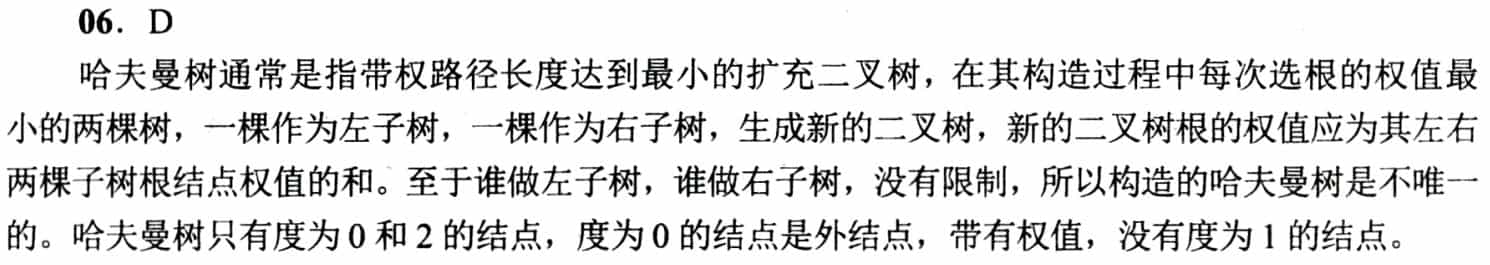 06. D
哈夫曼树通常是指带权路径长度达到最小的扩充二叉树，在其构造过程中每次选根的权值最
小的两棵树，一棵作为左子树，一棵作为右子树，生成新的二叉树，新的二叉树根的权值应为其左右
两棵子树根结点权值的和。至于谁做左子树，谁做右子树，没有限制，所以构造的哈夫曼树是不唯一
的。哈夫曼树只有度为 0 和 2 的结点，度为 0 的结点是外结点，带有权值，没有度为 1 的结点。